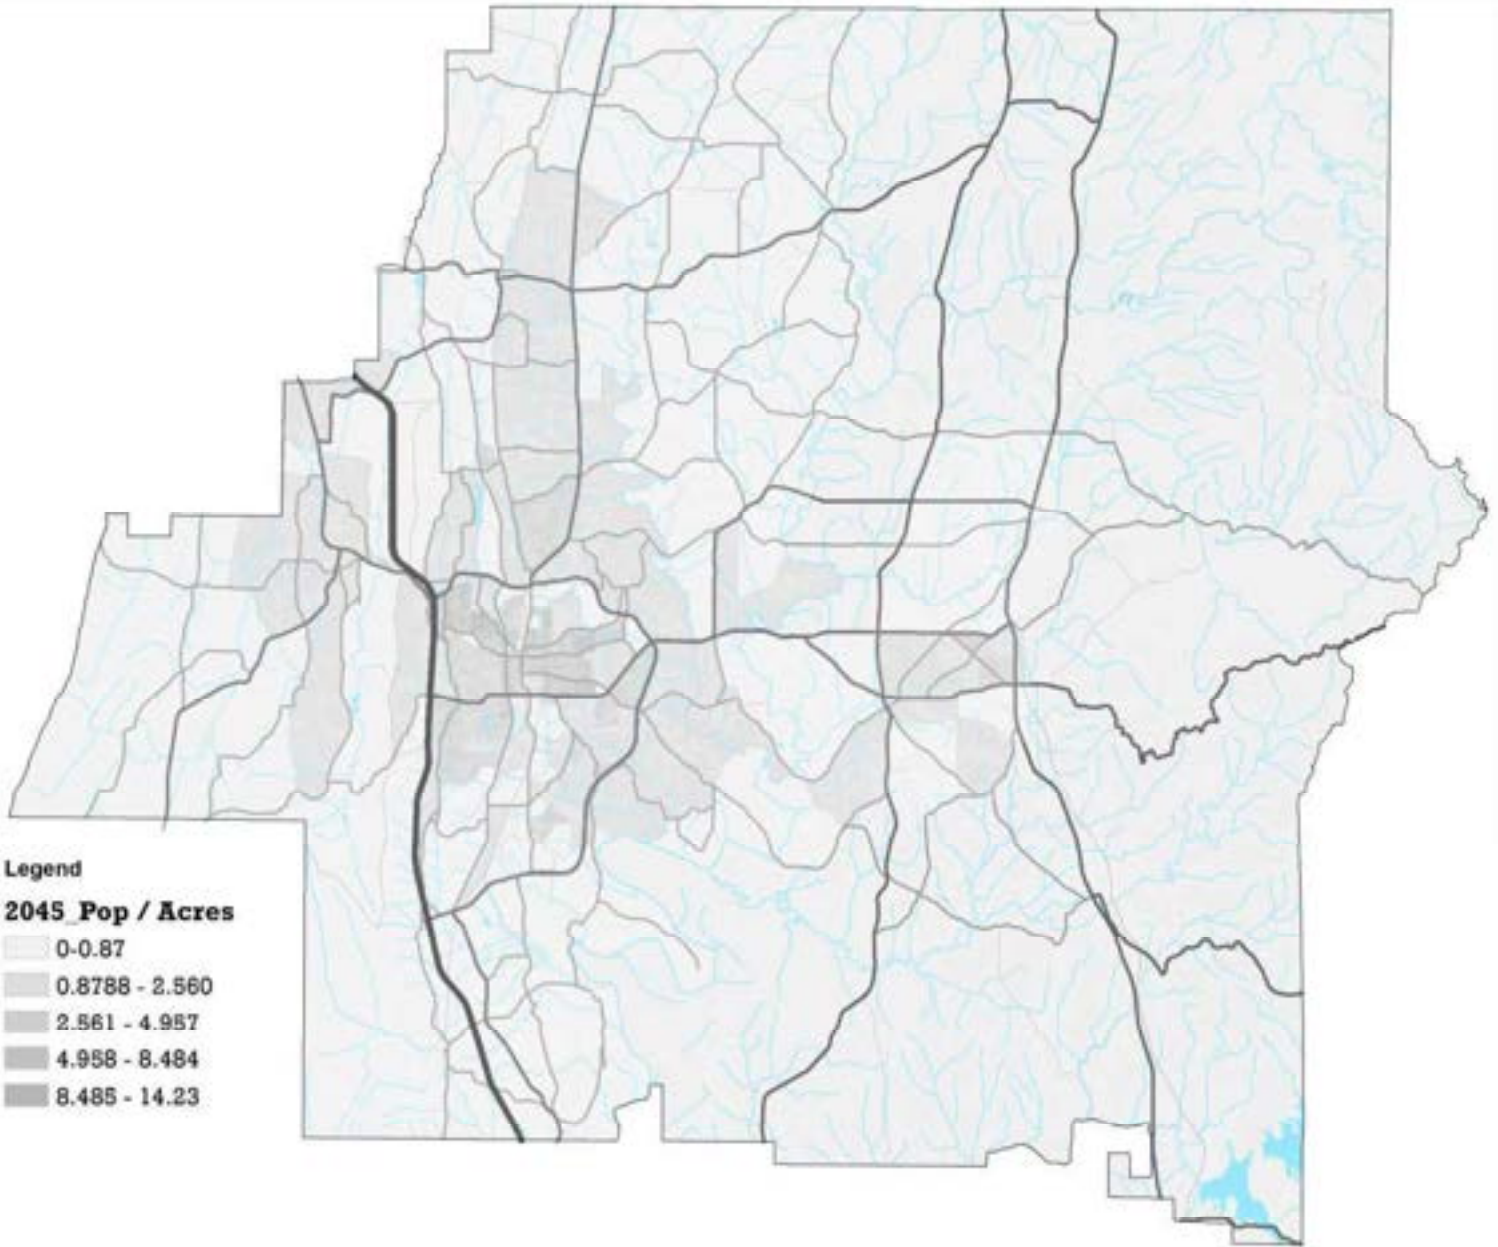 Legend
2045_Pop / Acres
0-0.87
0.8788 - 2.560
2.561 - 4.957
4.958 - 8.484
8.485 - 14.23